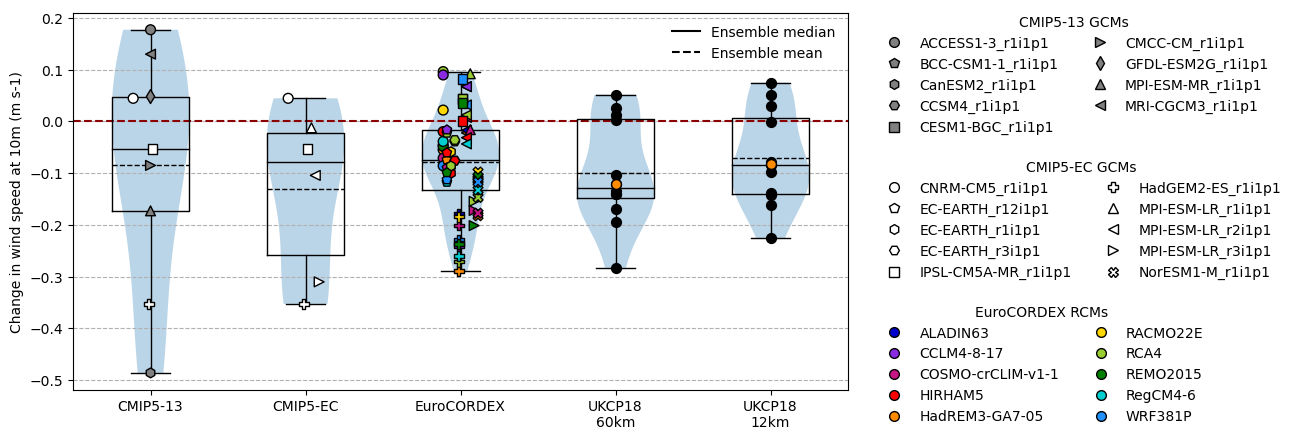 Change in wind speed at 10m (m s-1)
0.2
0.1
0.0
−0.1
−0.2
−0.3
−0.4
−0.5
Ensemble median
Ensemble mean
CMIP5-13
CMIP5-EC
EuroCORDEX
UKCP18
60km
UKCP18
12km
CMIP5-13 GCMs
ACCESS1-3_r1i1p1
BCC-CSM1-1_r1i1p1
CanESM2_r1i1p1
CCSM4_r1i1p1
CESM1-BGC_r1i1p1
CMCC-CM_r1i1p1
GFDL-ESM2G_r1i1p1
MPI-ESM-MR_r1i1p1
MRI-CGCM3_r1i1p1
CMIP5-EC GCMs
CNRM-CM5_r1i1p1
EC-EARTH_r12i1p1
EC-EARTH_r1i1p1
EC-EARTH_r3i1p1
IPSL-CM5A-MR_r1i1p1
HadGEM2-ES_r1i1p1
MPI-ESM-LR_r1i1p1
MPI-ESM-LR_r2i1p1
MPI-ESM-LR_r3i1p1
NorESM1-M_r1i1p1
EuroCORDEX RCMs
ALADIN63
CCLM4-8-17
COSMO-crCLIM-v1-1
HIRHAM5
HadREM3-GA7-05
RACMO22E
RCA4
REMO2015
RegCM4-6
WRF381P